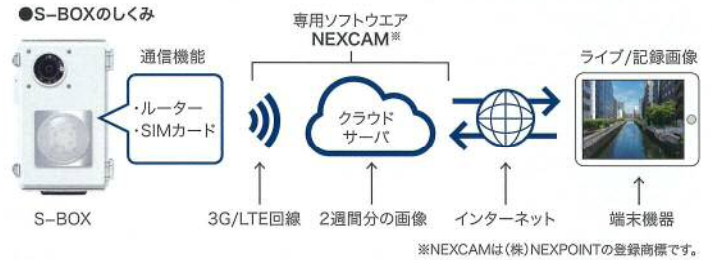 ●S-BOXのしくみ
専用ソフトウエア
NEXCAM※
通信機能
ライブ/記録画像
・ルーター
・SIMカード
クラウド
サーバ
S-BOX
3G/LTE回線
2週間分の画像
インターネット
端末機器
※NEXCAMは(株)NEXPOINTの登録商標です。